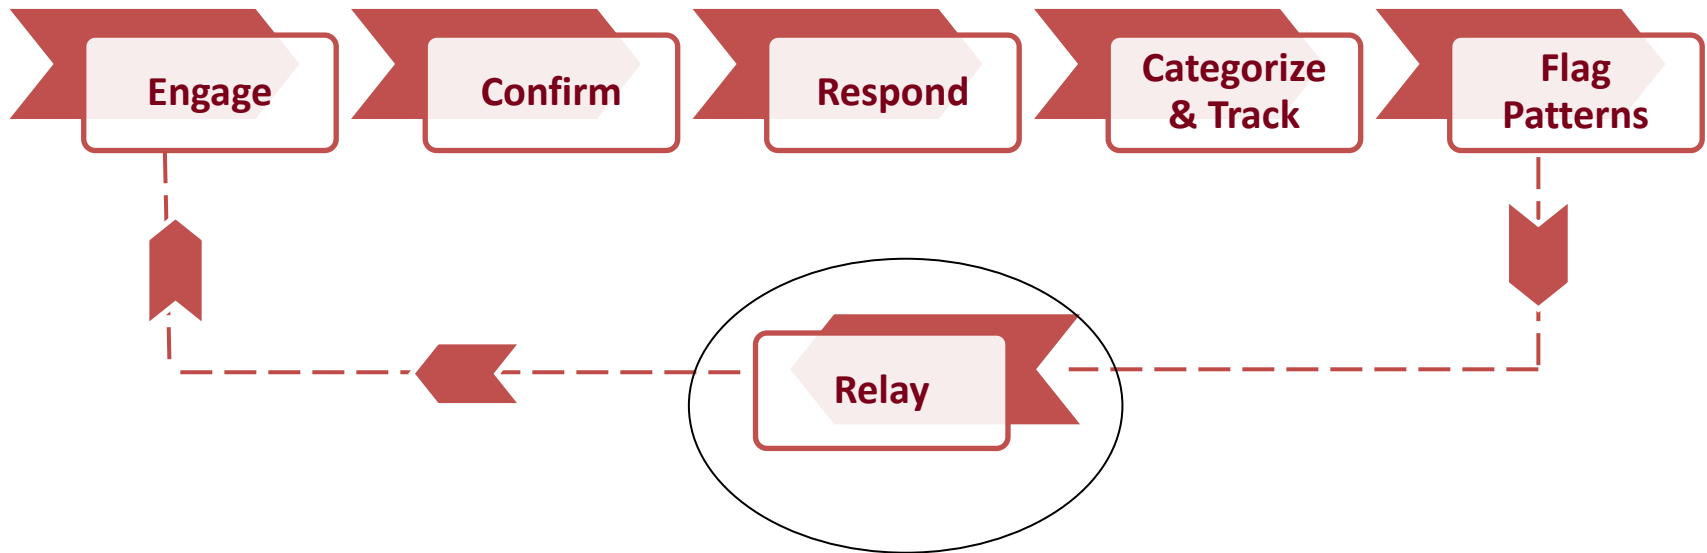 Engage
Confirm
Respond
Categorize
& Track
Flag
Patterns
Relay